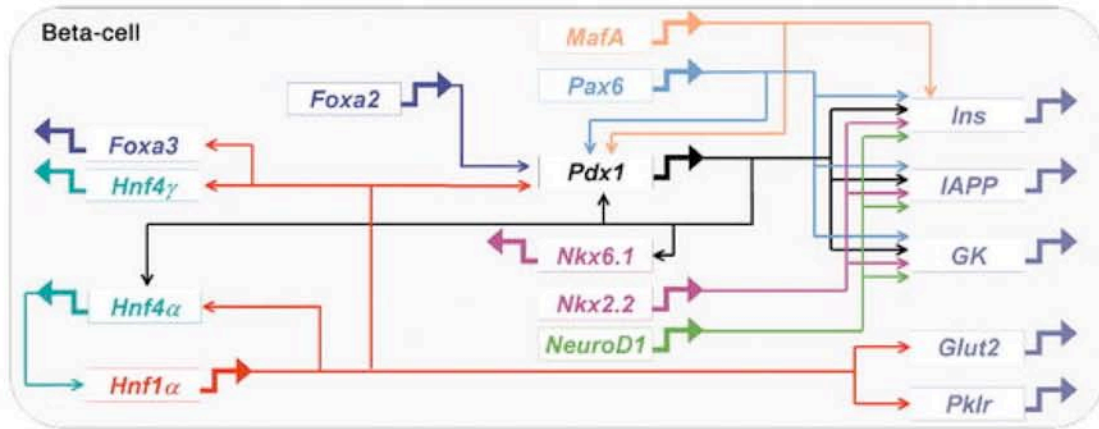 Beta-cell
MafA
Pax6
Foxa2
Ins
Foxa3
Pdx1
Hnf4γ
IAPP
Nkx6.1
GK
Hnf4α
Nkx2.2
NeuroD1
Glut2
Hnf1α
Pklr